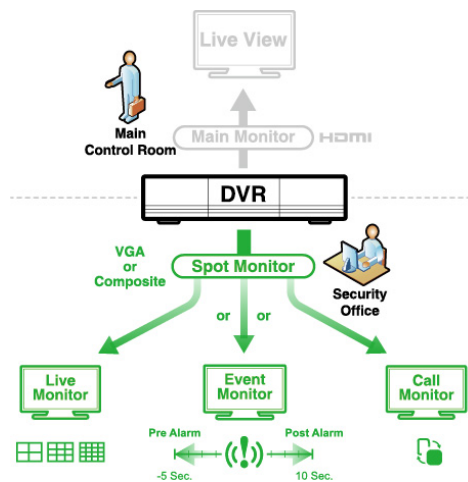 Live View
Main
Control Room
Main Monitor
HDMI
DVR
VGA
or
Composite
Spot Monitor
Security
Office
or or
Live
Monitor
Event
Monitor
Call
Monitor
Pre Alarm
Post Alarm
-5 Sec.
10 Sec.